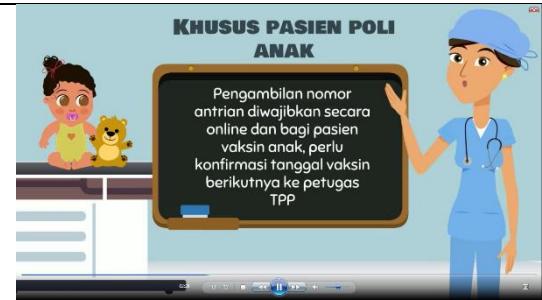 KHUSUS PASIEN POLI
ANAK
Pengambilan nomor
antrian diwajibkan secara
online dan bagi pasien
vaksin anak, perlu
konfirmasi tanggal vaksin
berikutnya ke petugas
TPP